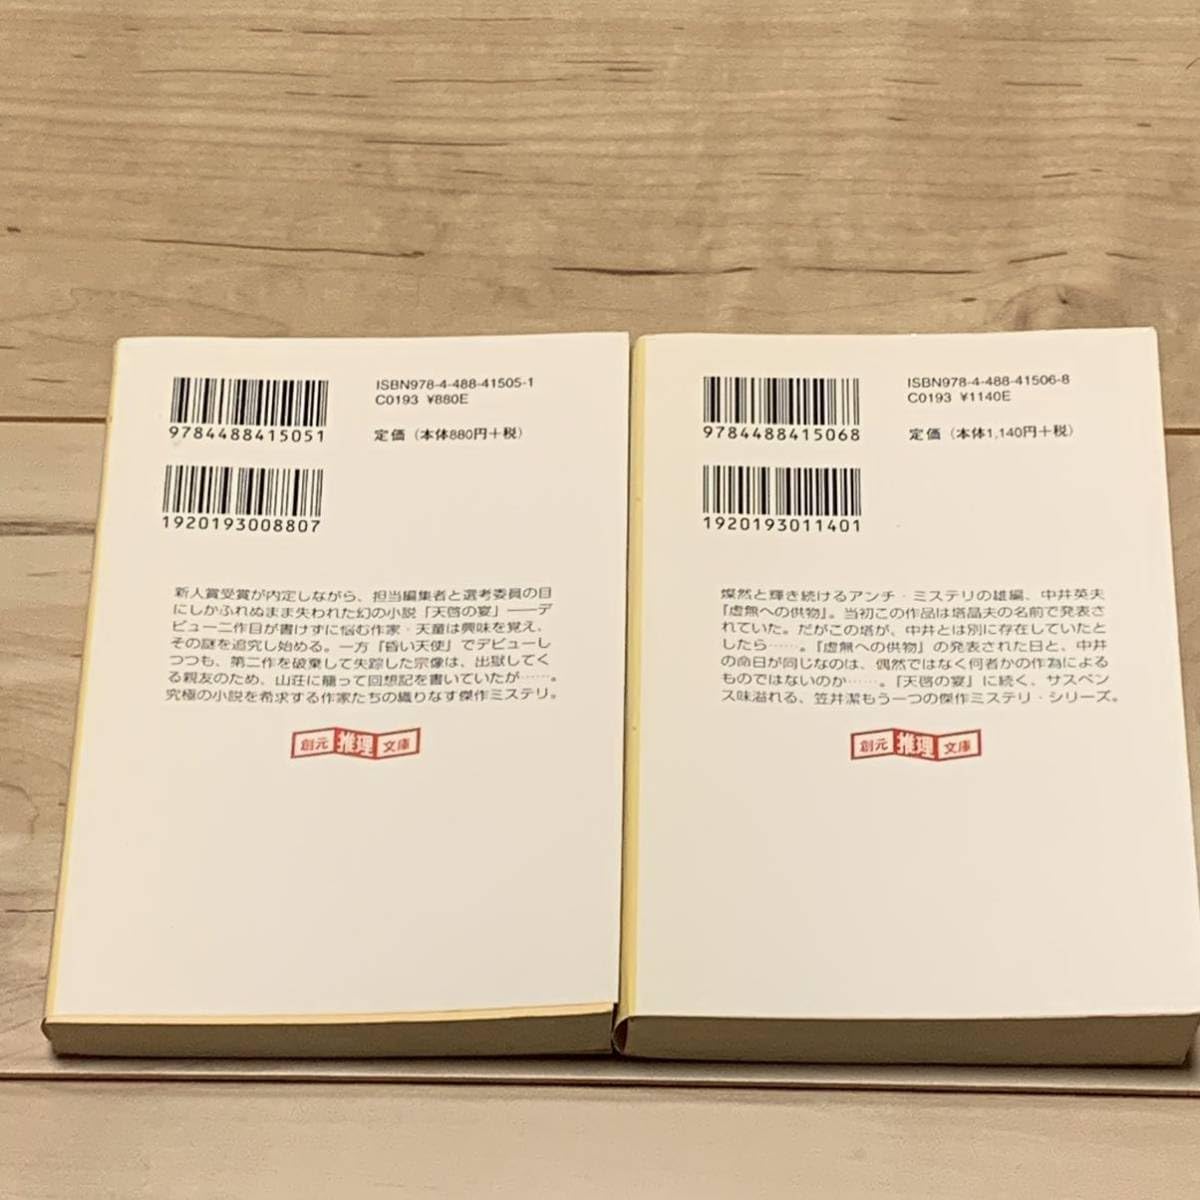 ISBN978-4-488-41505-1
C0193 ¥880E
9784488415051
定価（本体880円＋税）
1920193008807
新人賞受賞が内定しながら、担当編集者と選考委員の目
にしかふれぬまま失われた幻の小説「天啓の宴」――デ
ビュー二作目が書けずに悩む作家・天童は興味を覚え、
その謎を追究し始める。一方「昏い天使」でデビューし
つつも、第二作を破棄して失踪した宗像は、出獄してく
る親友のため、山荘に籠って回想記を書いていたが……。
究極の小説を希求する作家たちの織りなす傑作ミステリ。
創元推理文庫
ISBN978-4-488-41506-8
C0193 ¥1140E
9784488415068
定価（本体1,140円＋税）
1920193011401
燦然と輝き続けるアンチ・ミステリの雄編、中井英夫
『虚無への供物』。当初この作品は塔晶夫の名前で発表さ
れていた。だがこの塔が、中井とは別に存在していたと
したら……。『虚無への供物』の発表された日と、中井
の命日が同じなのは、偶然ではなく何者かの作為による
ものではないのか……。『天啓の宴』に続く、サスペン
ス味溢れる、笠井潔もう一つの傑作ミステリ・シリーズ。
創元推理文庫